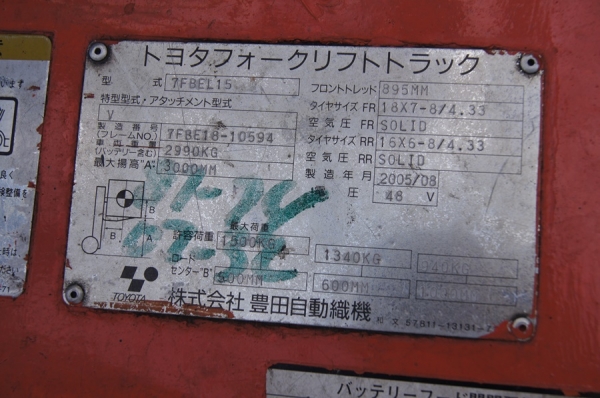 トヨタフォークリフトトラック
型 式 7FBEL15
特型型式・アタッチメント型式
V
製造番号
(フレームNO.) 7FBE18-10594
車両重量
(バッテリー含む) 2990KG
最大揚高"A" 3000MM
フロントトレッド 895MM
タイヤサイズ FR 18X7-8/4.33
空気圧 FR SOLID
タイヤサイズ RR 16X6-8/4.33
空気圧 RR SOLID
製造年月 2005/08
圧 48 V
B
B A
最大荷重
許容荷重 1500KG 1340KG
ロード
センター"B" 500MM 600MM
TOYOTA 株式会社 豊田自動織機
バッテリーフード開閉